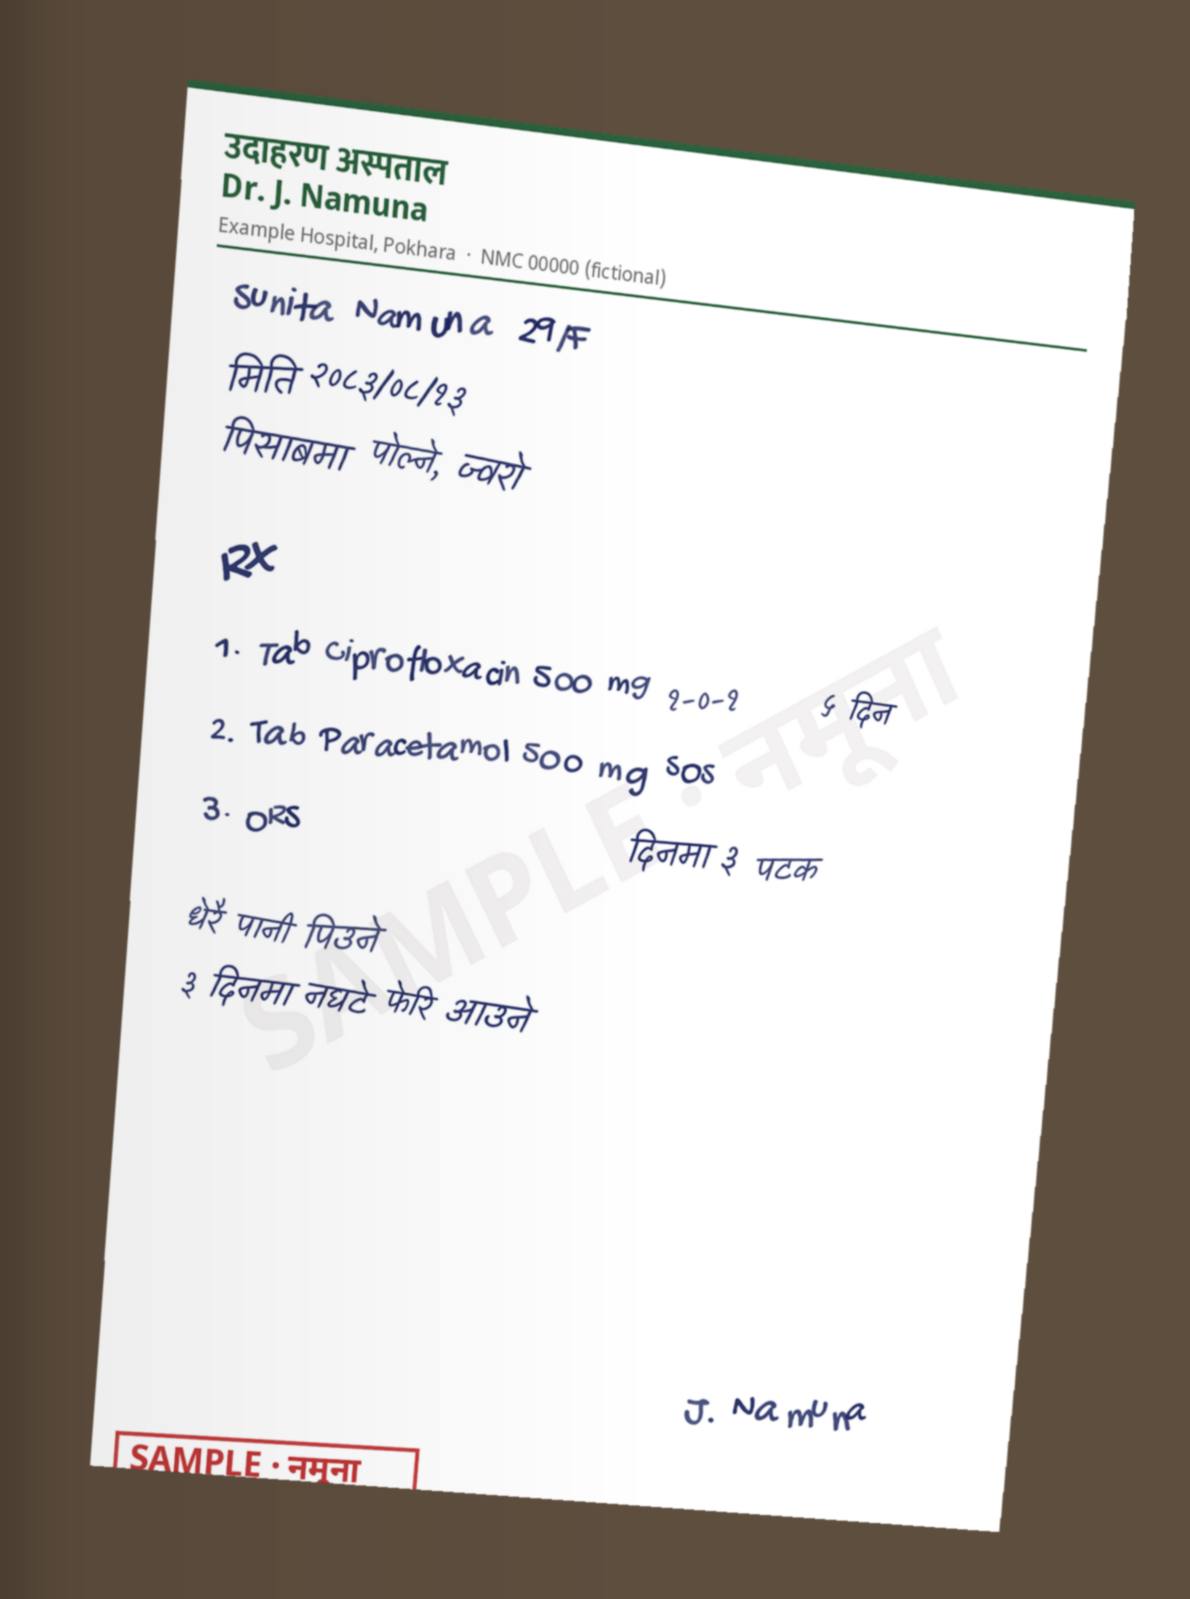 उदाहरण अस्पताल
Dr. J. Namuna
Example Hospital, Pokhara · NMC 00000 (fictional)
Sunita Namuna 29/F
मिति २०८३/०८/१३
पिसाबमा पोल्ने, ज्वरो
RX
1. Tab Ciprofloxacin 500 mg १-०-१ ६ दिन
2. Tab Paracetamol 500 mg SOS
3. ORS दिनमा ३ पटक
धेरै पानी पिउने
३ दिनमा नघटे फेरि आउने
SAMPLE · नमूना
J. Namuna
SAMPLE · नमूना